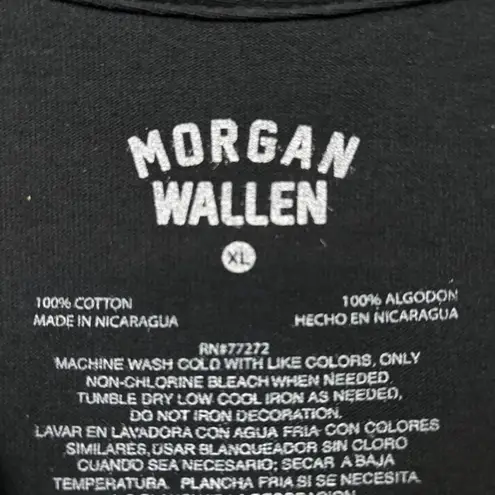 MORGAN
WALLEN
XL
100% COTTON
MADE IN NICARAGUA
100% ALGODON
HECHO EN NICARAGUA
RN#77272
MACHINE WASH COLD WITH LIKE COLORS, ONLY
NON-CHLORINE BLEACH WHEN NEEDED.
TUMBLE DRY LOW COOL IRON AS NEEDED,
DO NOT IRON DECORATION.
LAVAR EN LAVADORA CON AGUA FRIA CON COLORES
SIMILARES, USAR BLANQUEADOR SIN CLORO
CUANDO SEA NECESARIO; SECAR A BAJA
TEMPERATURA. PLANCHA FRIA SI SE NECESITA.